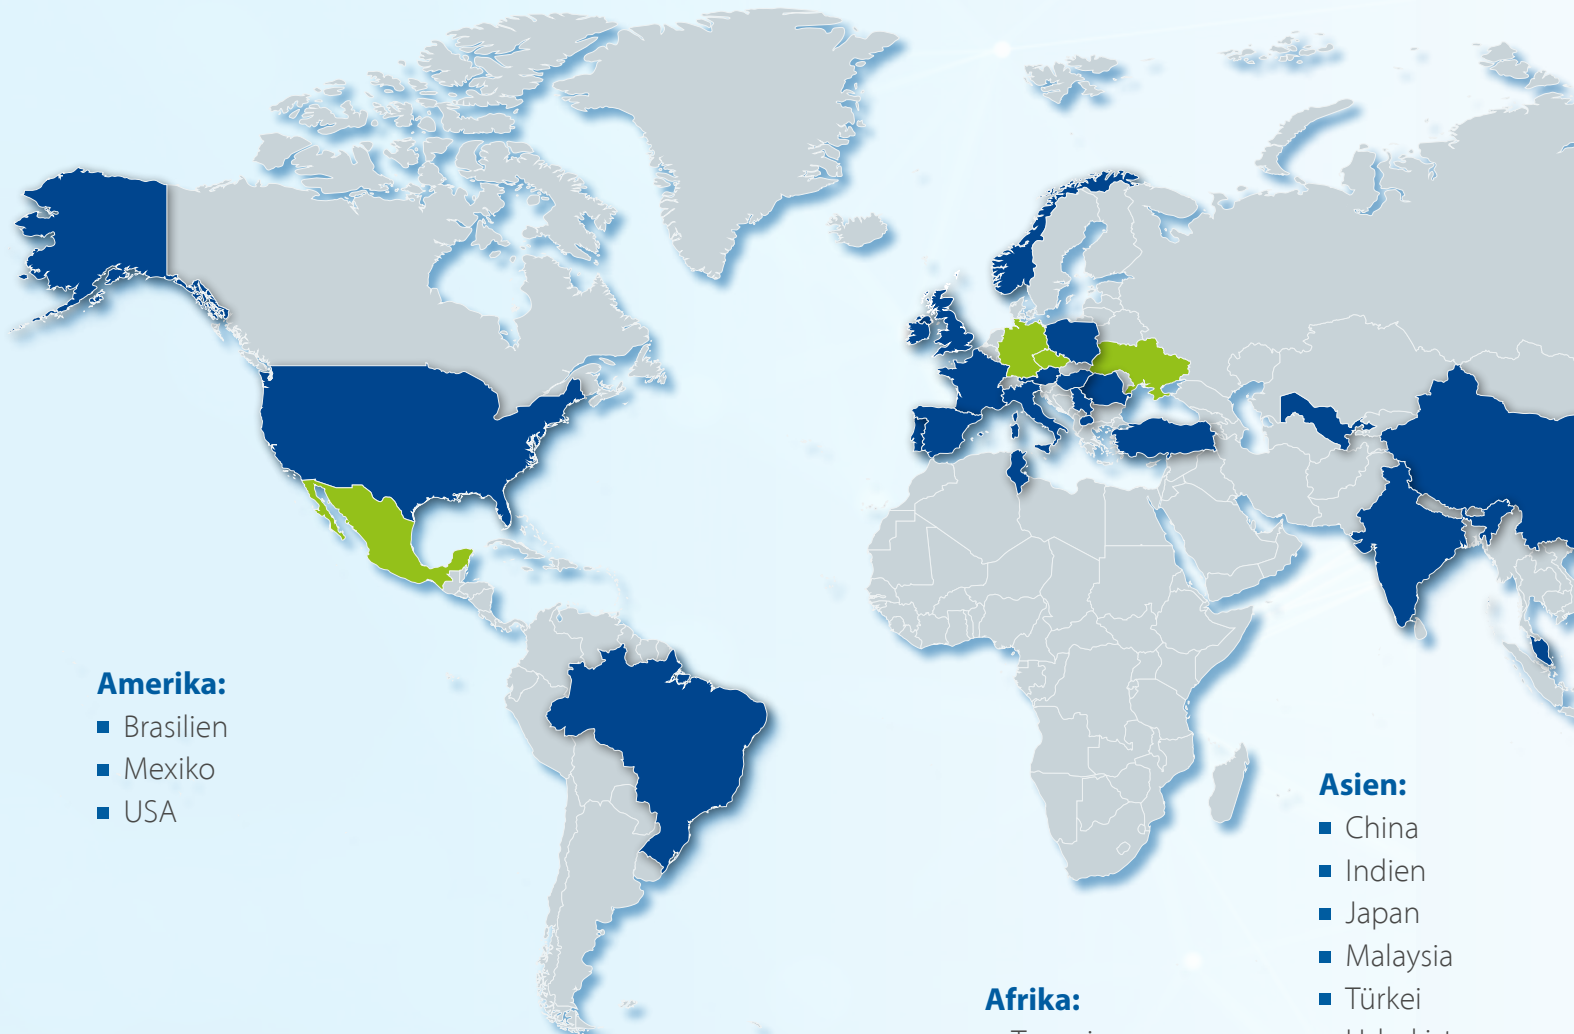 Amerika:
Brasilien
Mexiko
USA
Afrika:
Asien:
China
Indien
Japan
Malaysia
Türkei